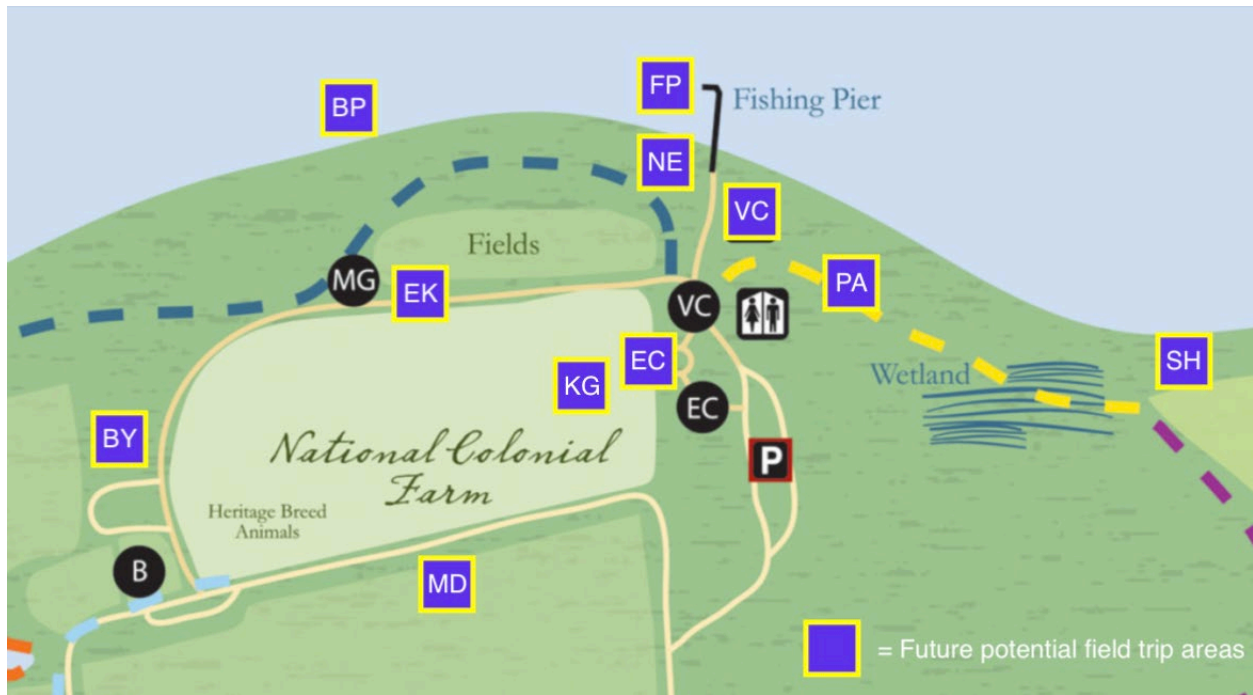 FP
BP
Fishing Pier
NE
VC
Fields
MG
EK
PA
VC
EC
SH
KG
Wetland
EC
BY
National Colonial
Farm
P
Heritage Breed
Animals
B
MD
= Future potential field trip areas